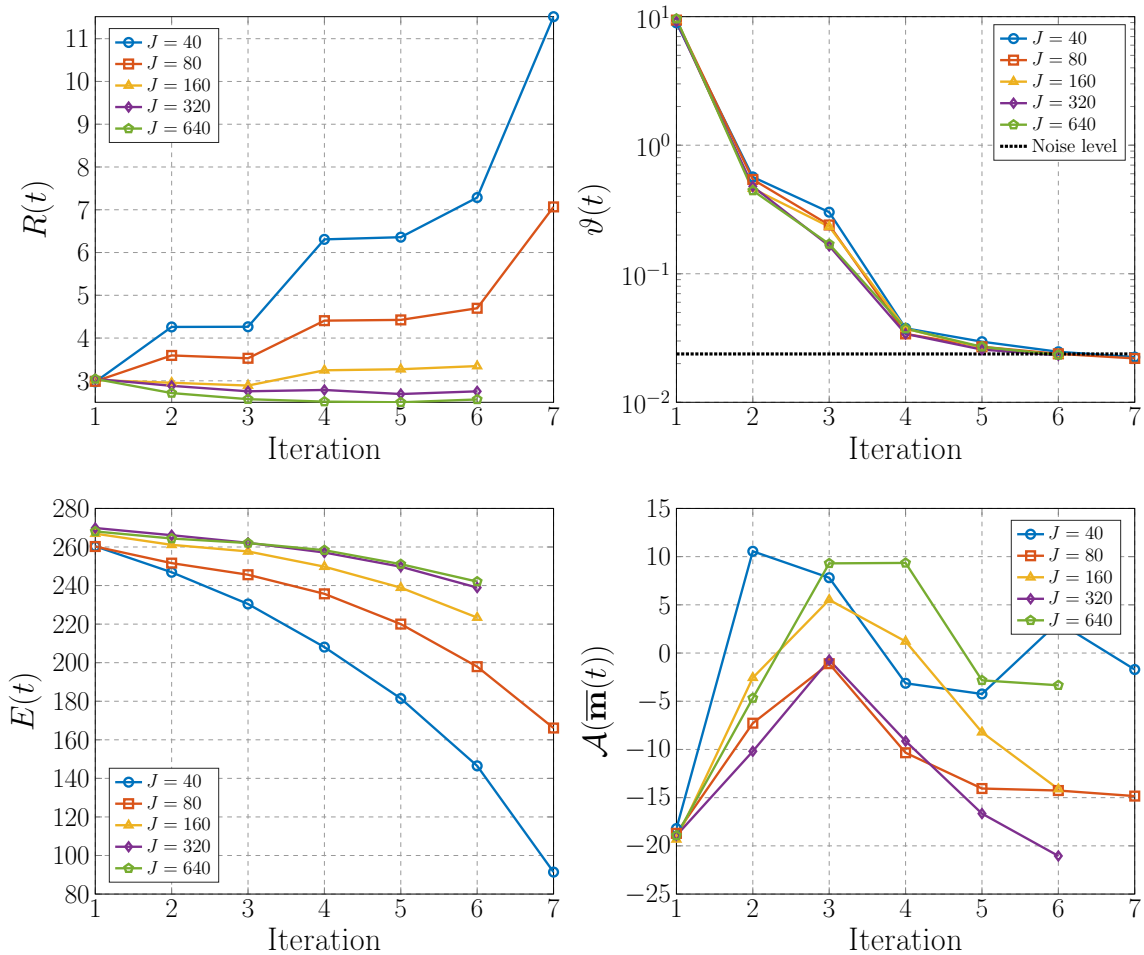 11
10
9
8
7
6
5
4
3
R(t)
1 2 3 4 5 6 7
Iteration
J = 40
J = 80
J = 160
J = 320
J = 640
10^1
10^0
10^−1
10^−2
ϑ(t)
1 2 3 4 5 6 7
Iteration
J = 40
J = 80
J = 160
J = 320
J = 640
Noise level
280
260
240
220
200
180
160
140
120
100
80
E(t)
1 2 3 4 5 6 7
Iteration
J = 40
J = 80
J = 160
J = 320
J = 640
15
10
5
0
−5
−10
−15
−20
−25
𝒜(m̅(t))
1 2 3 4 5 6 7
Iteration
J = 40
J = 80
J = 160
J = 320
J = 640